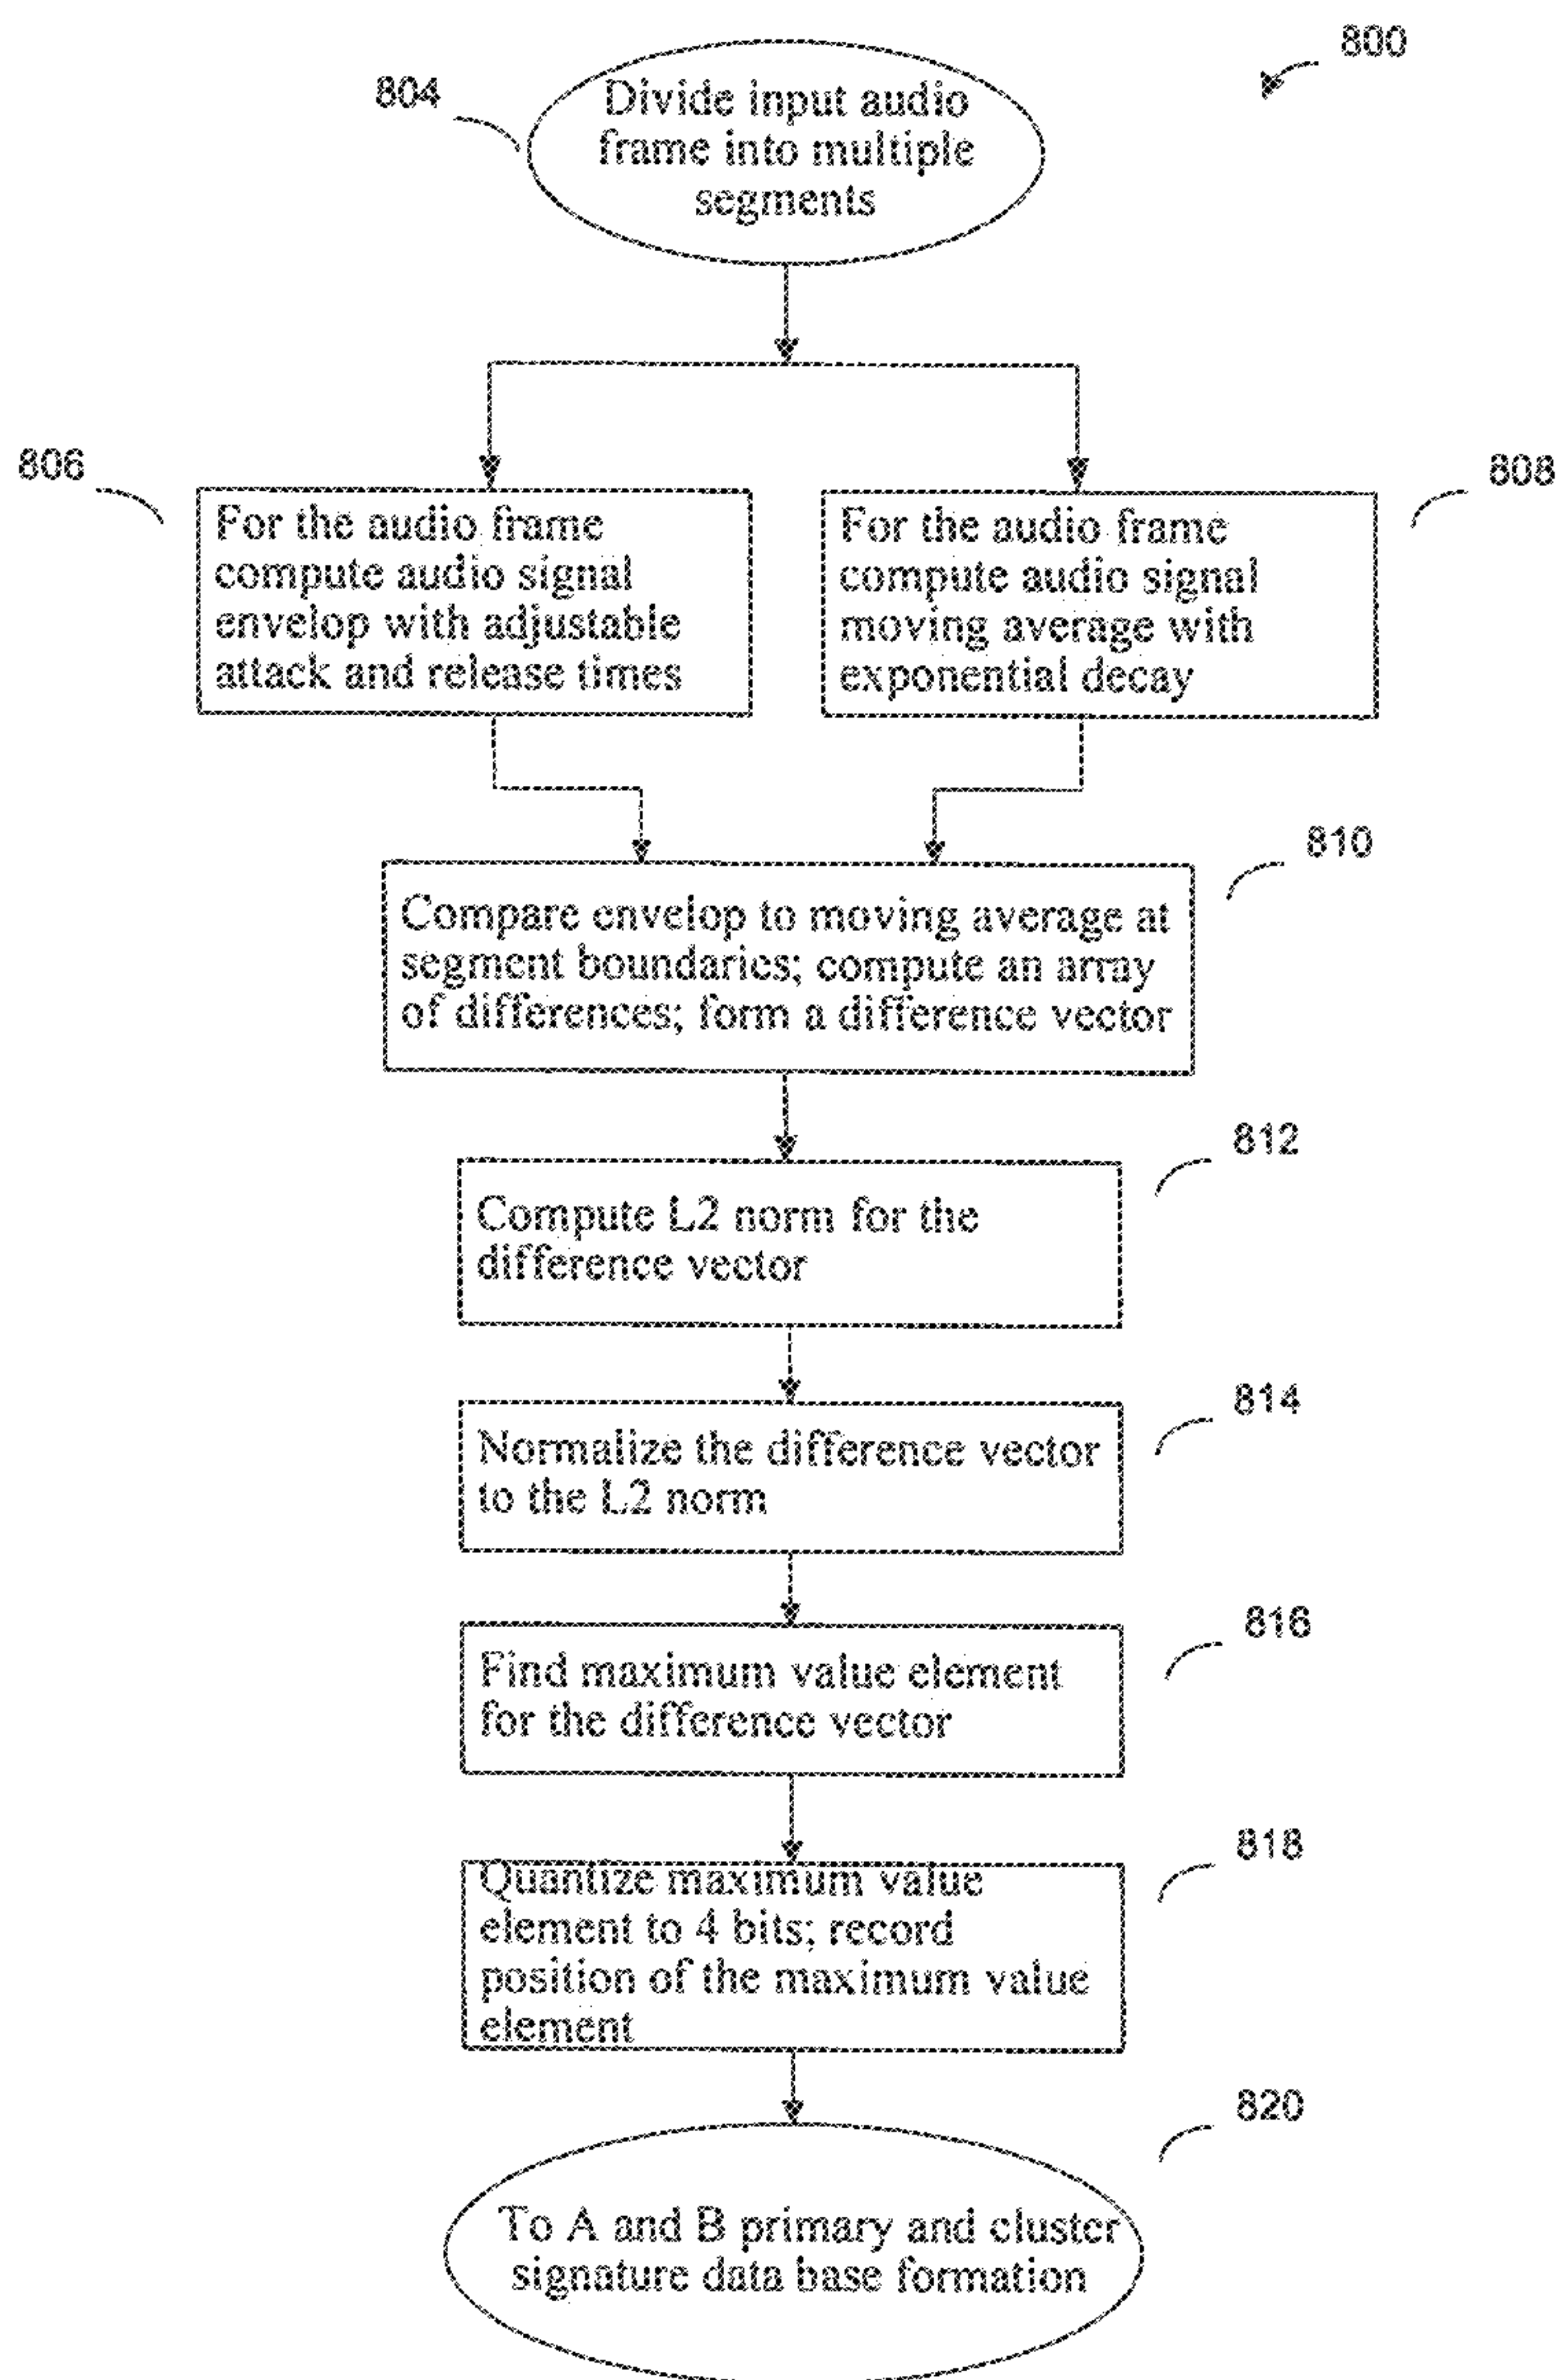 800
804
Divide input audio
frame into multiple
segments
806
For the audio frame
compute audio signal
envelop with adjustable
attack and release times
808
For the audio frame
compute audio signal
moving average with
exponential decay
810
Compare envelop to moving average at
segment boundaries; compute an array
of differences; form a difference vector
812
Compute L2 norm for the
difference vector
814
Normalize the difference vector
to the L2 norm
816
Find maximum value element
for the difference vector
818
Quantize maximum value
element to 4 bits; record
position of the maximum value
element
820
To A and B primary and cluster
signature data base formation